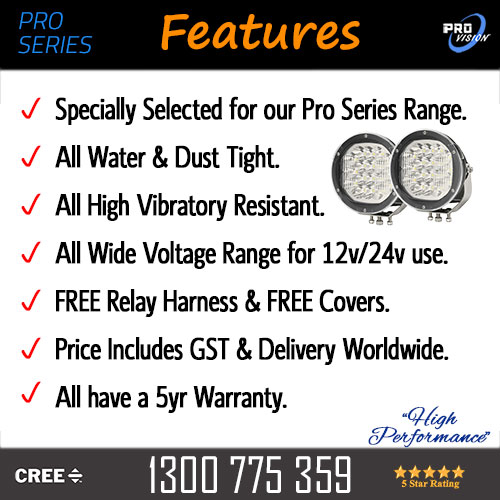 PRO
SERIES
Features
PRO
VISION
Specially Selected for our Pro Series Range.
All Water & Dust Tight.
All High Vibratory Resistant.
All Wide Voltage Range for 12v/24v use.
FREE Relay Harness & FREE Covers.
Price Includes GST & Delivery Worldwide.
All have a 5yr Warranty.
"High
Performance"
CREE
1300 775 359
5 Star Rating